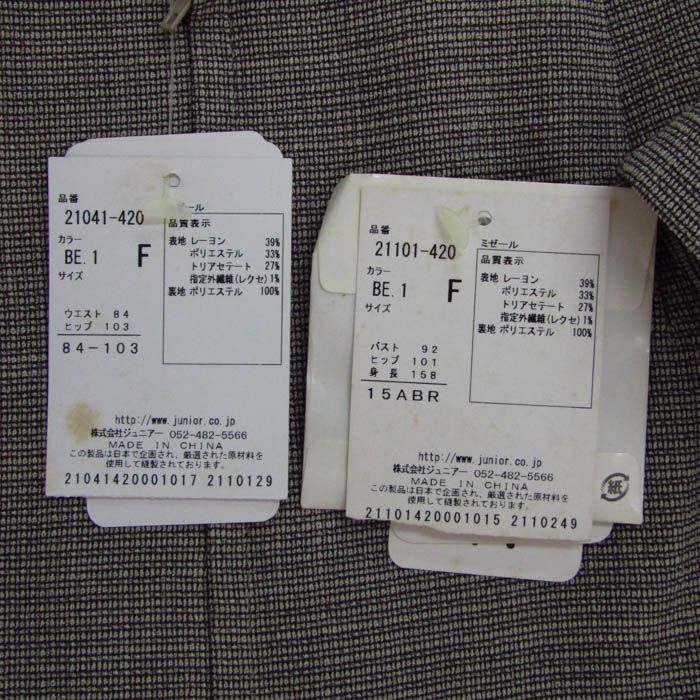 品番
21041-420
カラー
BE.1 F
サイズ
ウエスト 84
ヒップ 103
84-103
ール
品質表示
表地 レーヨン 39%
ポリエステル 33%
トリアセテート 27%
指定外繊維(レクセ) 1%
裏地 ポリエステル 100%
http://www.junior.co.jp
株式会社ジュニアー 052-482-5566
MADE IN CHINA
この製品は日本で企画され、厳選された原材料を
使用して縫製されております。
21041420001017 2110129
品番
21101-420
カラー
BE.1 F
サイズ
バスト 92
ヒップ 101
身長 158
15ABR
ミゼール
品質表示
表地 レーヨン 39%
ポリエステル 33%
トリアセテート 27%
指定外繊維(レクセ) 1%
裏地 ポリエステル 100%
http://www.junior.co.jp
株式会社ジュニアー 052-482-5566
MADE IN CHINA
この製品は日本で企画され、厳選された原材料を
使用して縫製されております。
21101420001015 2110249
紙